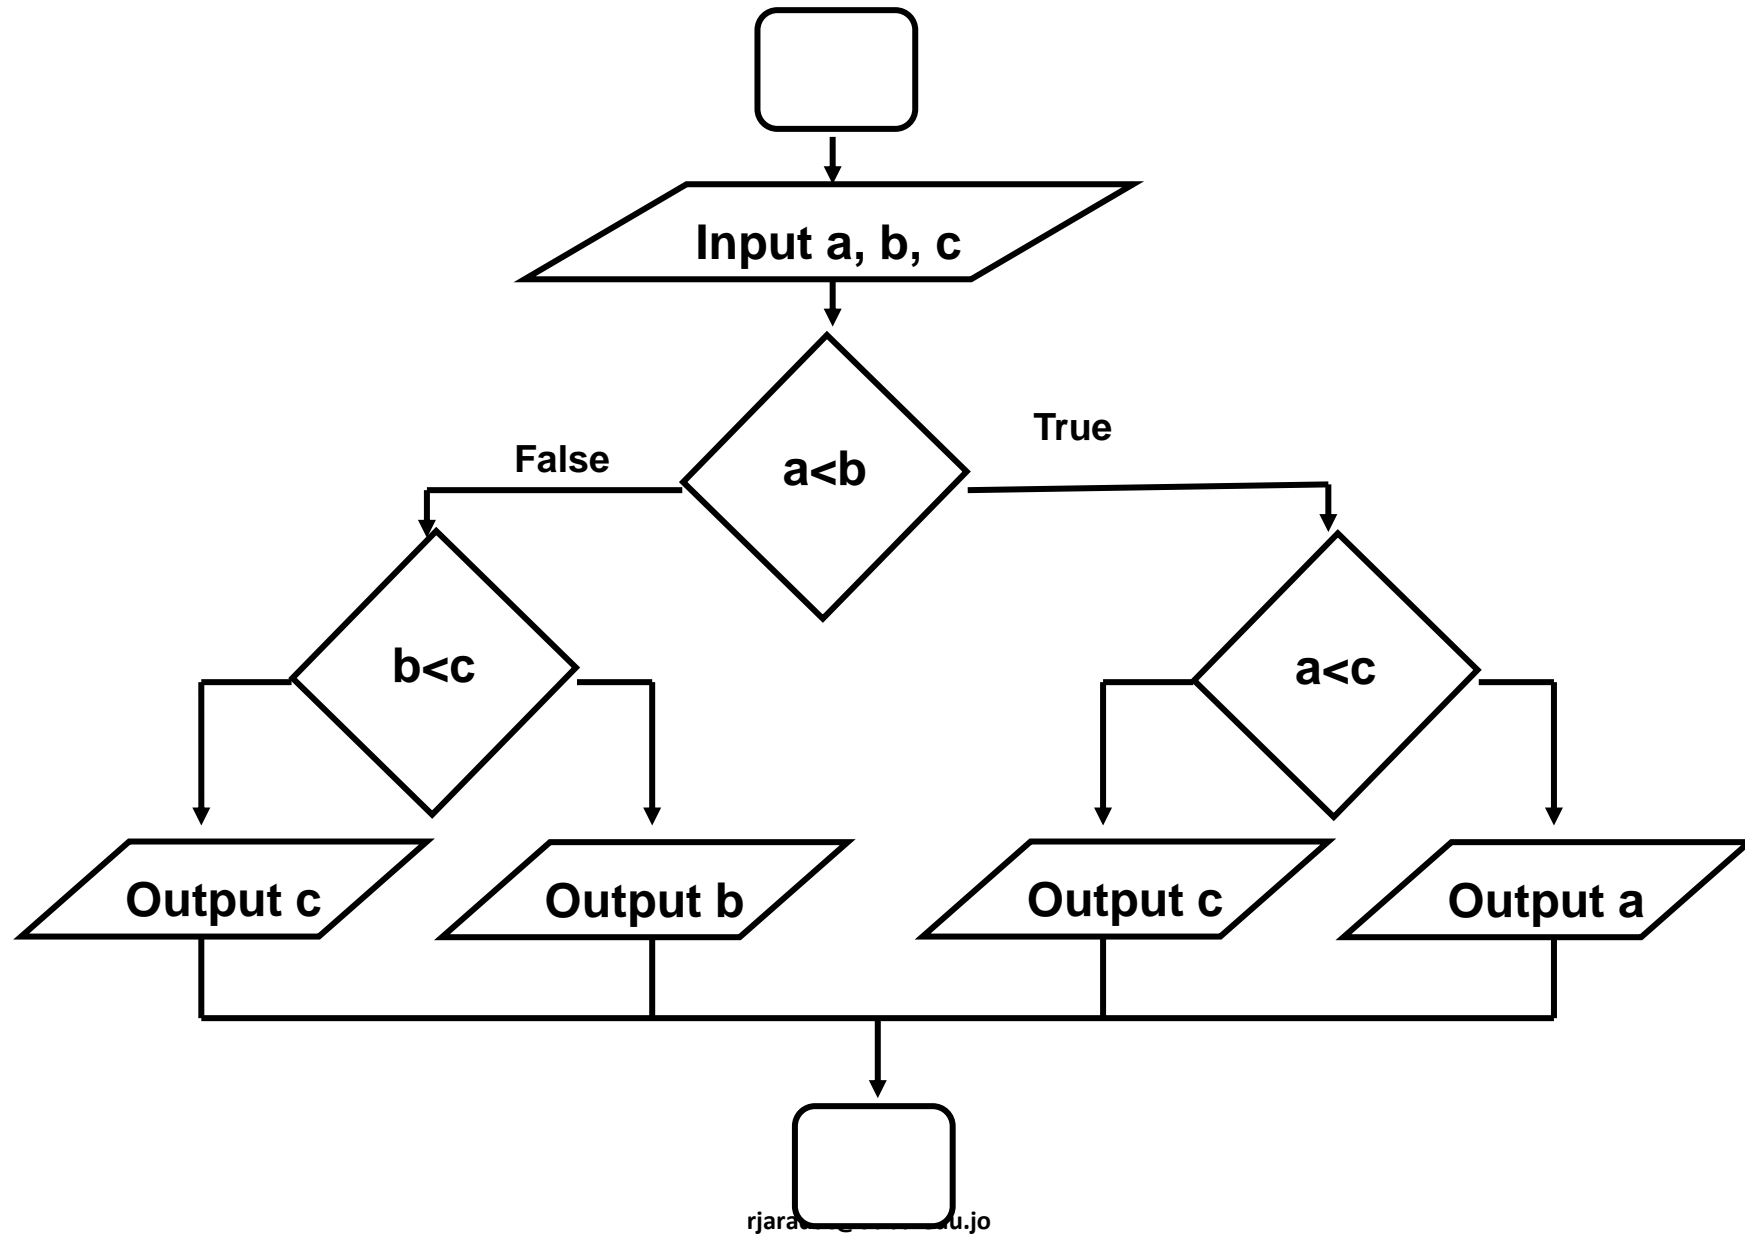 Input a, b, c
a<b
True
False
b<c
a<c
Output c
Output b
Output c
Output a